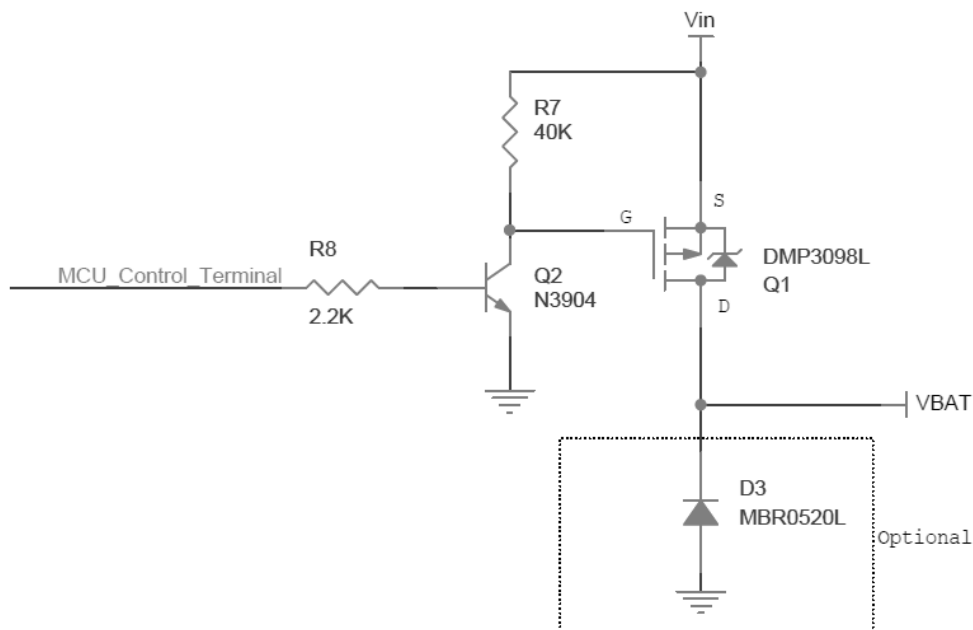 Vin
R7
40K
S
G
DMP3098L
Q1
R8
MCU_Control_Terminal
Q2
N3904
2.2K
D
VBAT
D3
MBR0520L
Optional